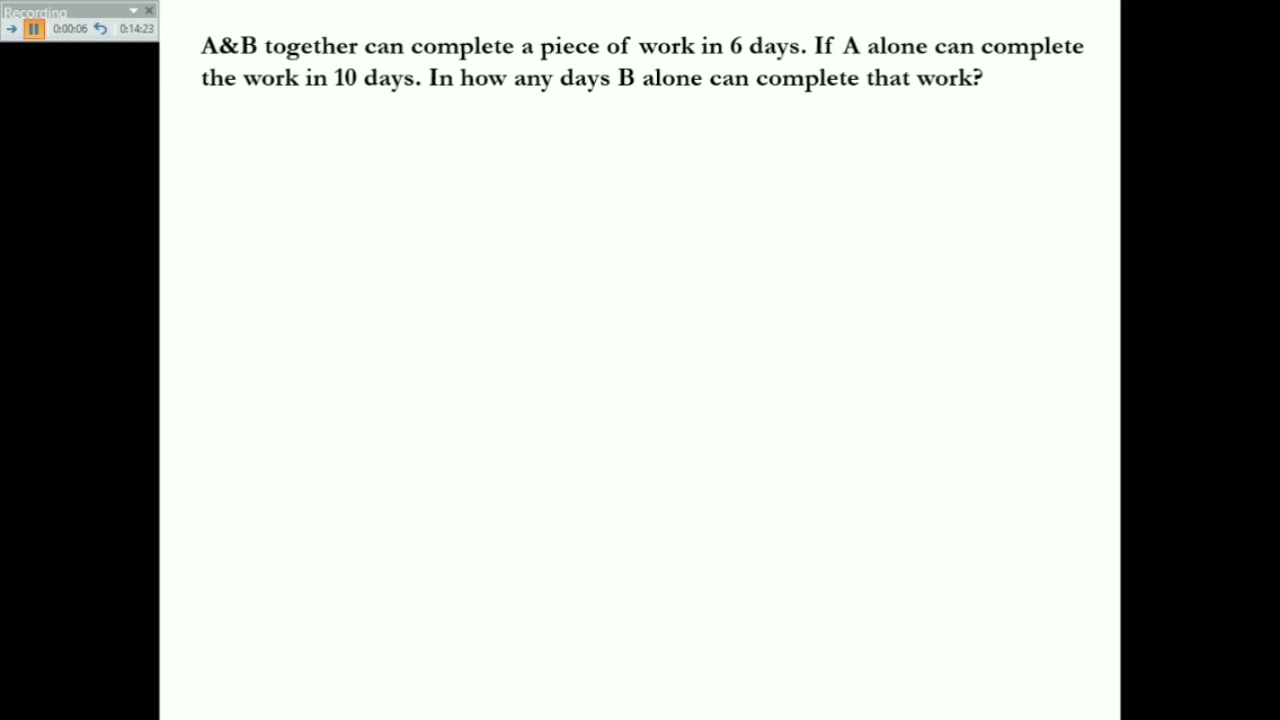 Recording
0:00:06 0:14:23
A&B together can complete a piece of work in 6 days. If A alone can complete
the work in 10 days. In how any days B alone can complete that work?